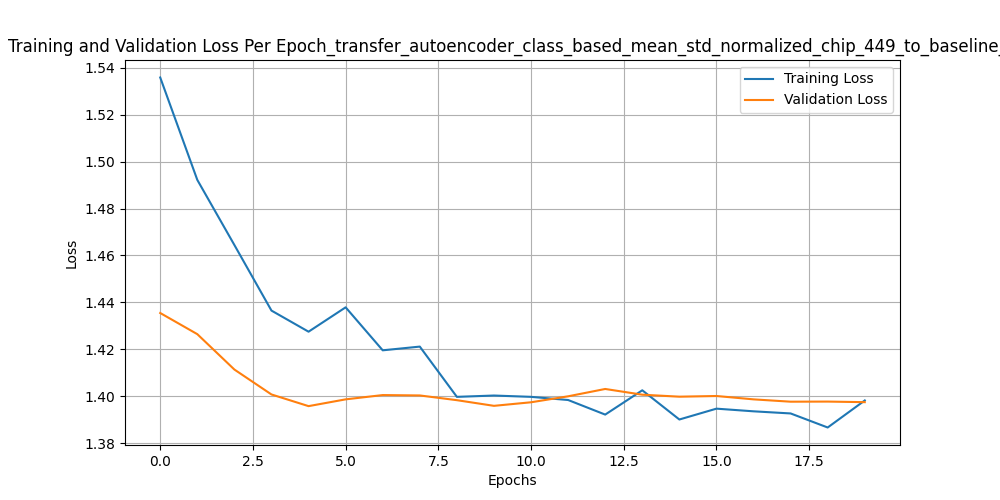 Training and Validation Loss Per Epoch_transfer_autoencoder_class_based_mean_std_normalized_chip_449_to_baseline_
Training Loss
Validation Loss
1.54
1.52
1.50
1.48
1.46
1.44
1.42
1.40
1.38
Loss
0.0 2.5 5.0 7.5 10.0 12.5 15.0 17.5
Epochs